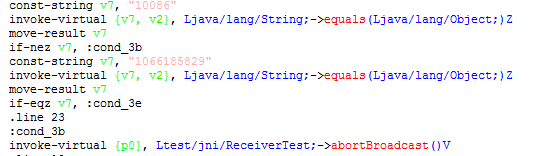 const-string v7, "10086"
invoke-virtual {v7, v2}, Ljava/lang/String;->equals(Ljava/lang/Object;)Z
move-result v7
if-nez v7, :cond_3b
const-string v7, "1066185829"
invoke-virtual {v7, v2}, Ljava/lang/String;->equals(Ljava/lang/Object;)Z
move-result v7
if-eqz v7, :cond_3e
.line 23
:cond_3b
invoke-virtual {p0}, Ltest/jni/ReceiverTest;->abortBroadcast()V